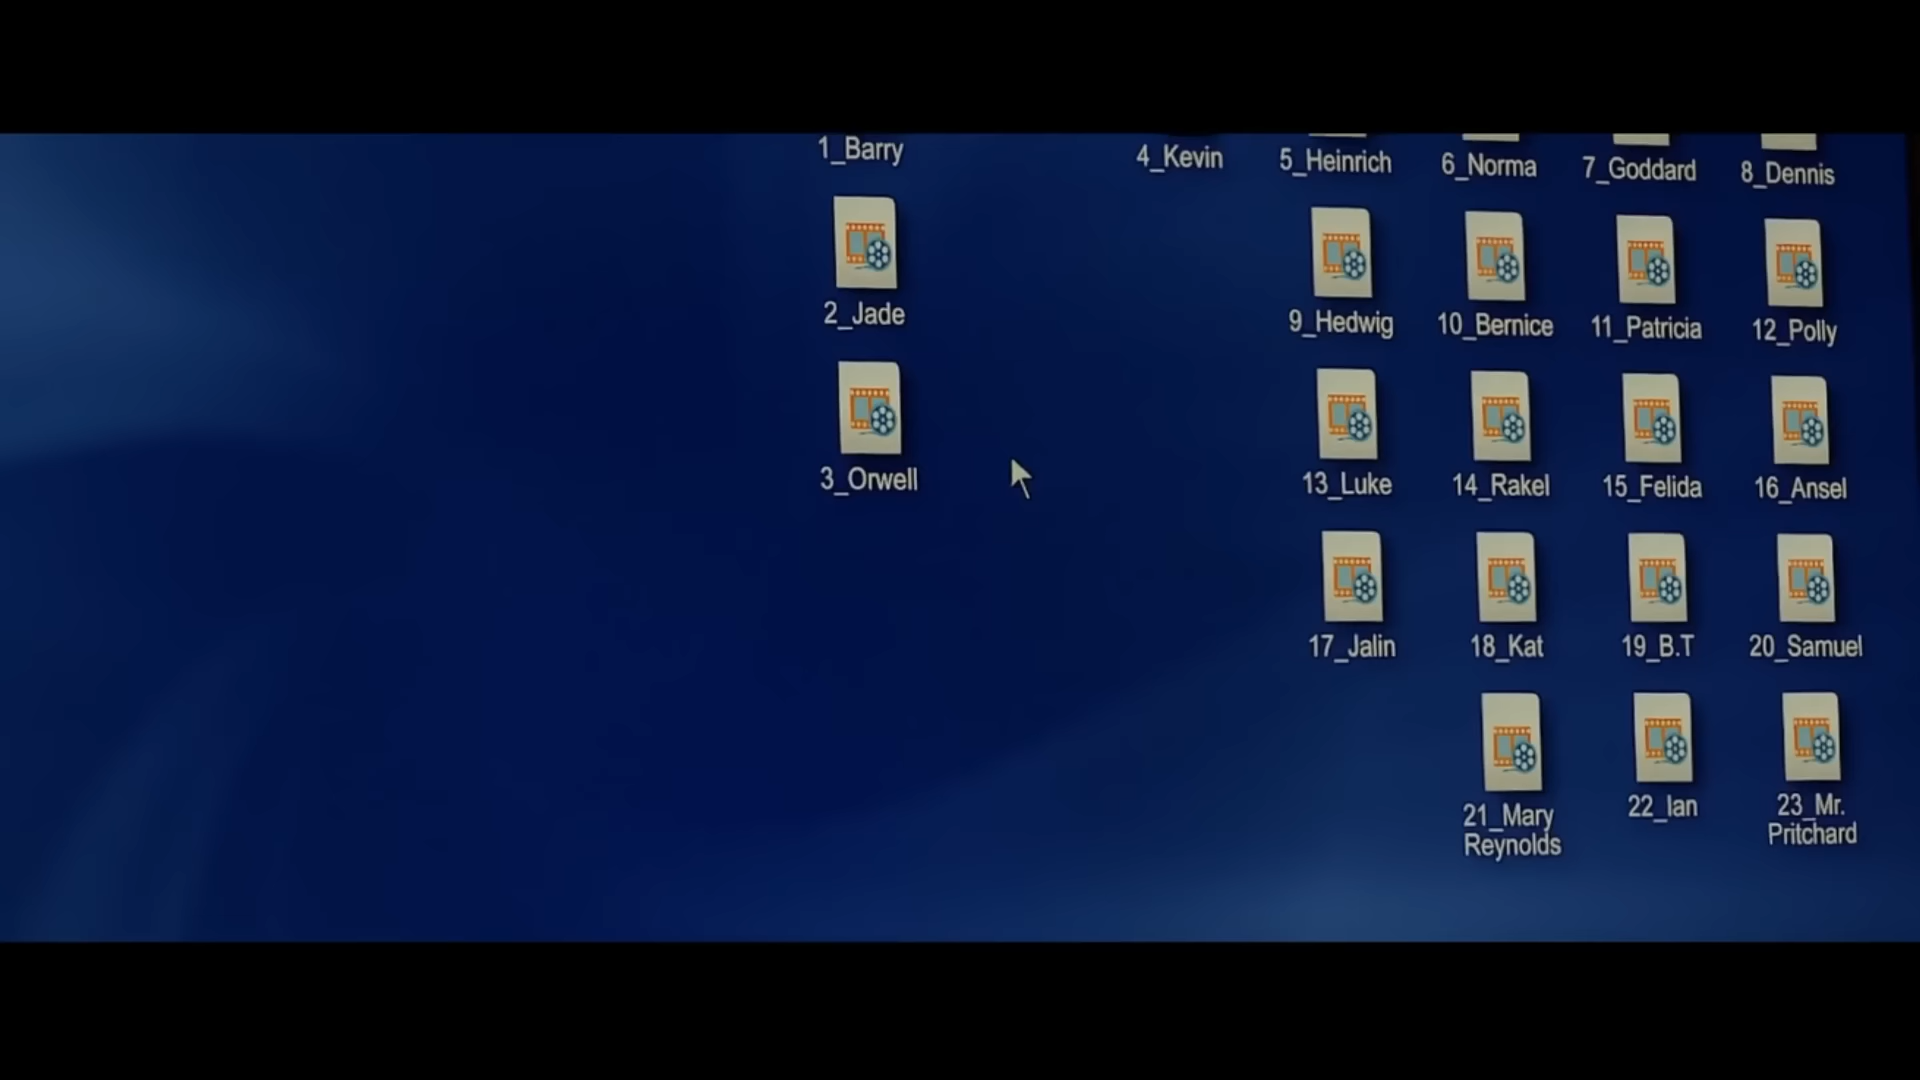 1_Barry
4_Kevin
5_Heinrich
6_Norma
7_Goddard
8_Dennis
2_Jade
9_Hedwig
10_Bernice
11_Patricia
12_Polly
3_Orwell
13_Luke
14_Rakel
15_Felida
16_Ansel
17_Jalin
18_Kat
19_B.T
20_Samuel
21_Mary
Reynolds
22_Ian
23_Mr.
Pritchard